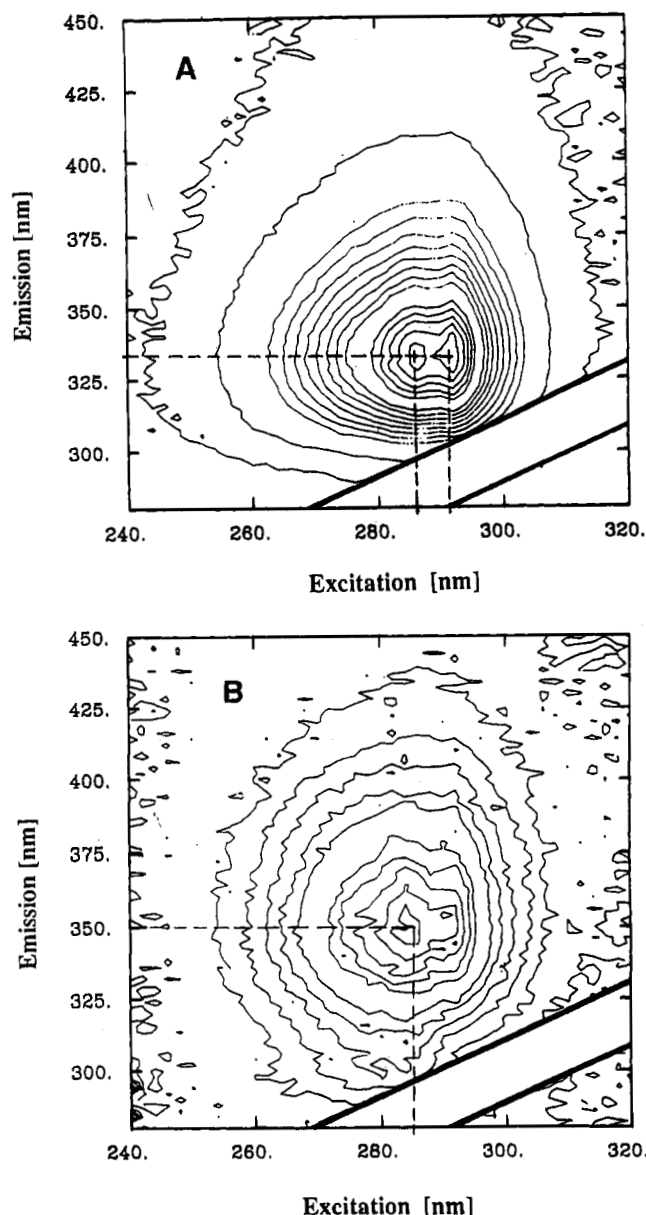 A
450.
425.
400.
375.
350.
325.
300.
Emission [nm]
240. 260. 280. 300. 320.
Excitation [nm]
B
450.
425.
400.
375.
350.
325.
300.
Emission [nm]
240. 260. 280. 300. 320.
Excitation [nm]